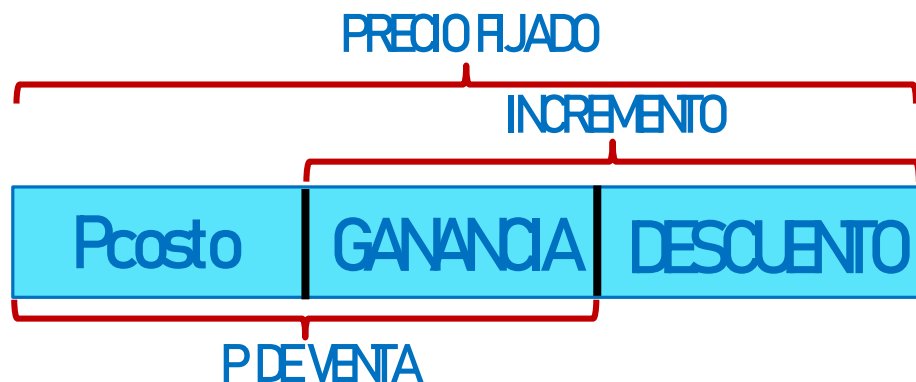 PRECIO FIJADO
INCREMENTO
Pcosto GANANCIA DESCUENTO
P DE VENTA